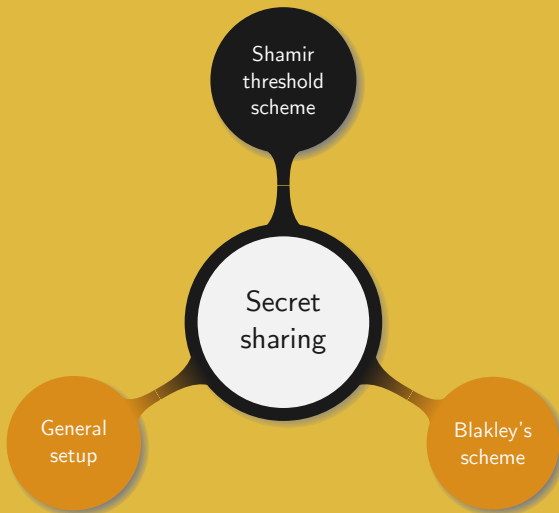 Shamir
threshold
scheme
Secret
sharing
General
setup
Blakley's
scheme